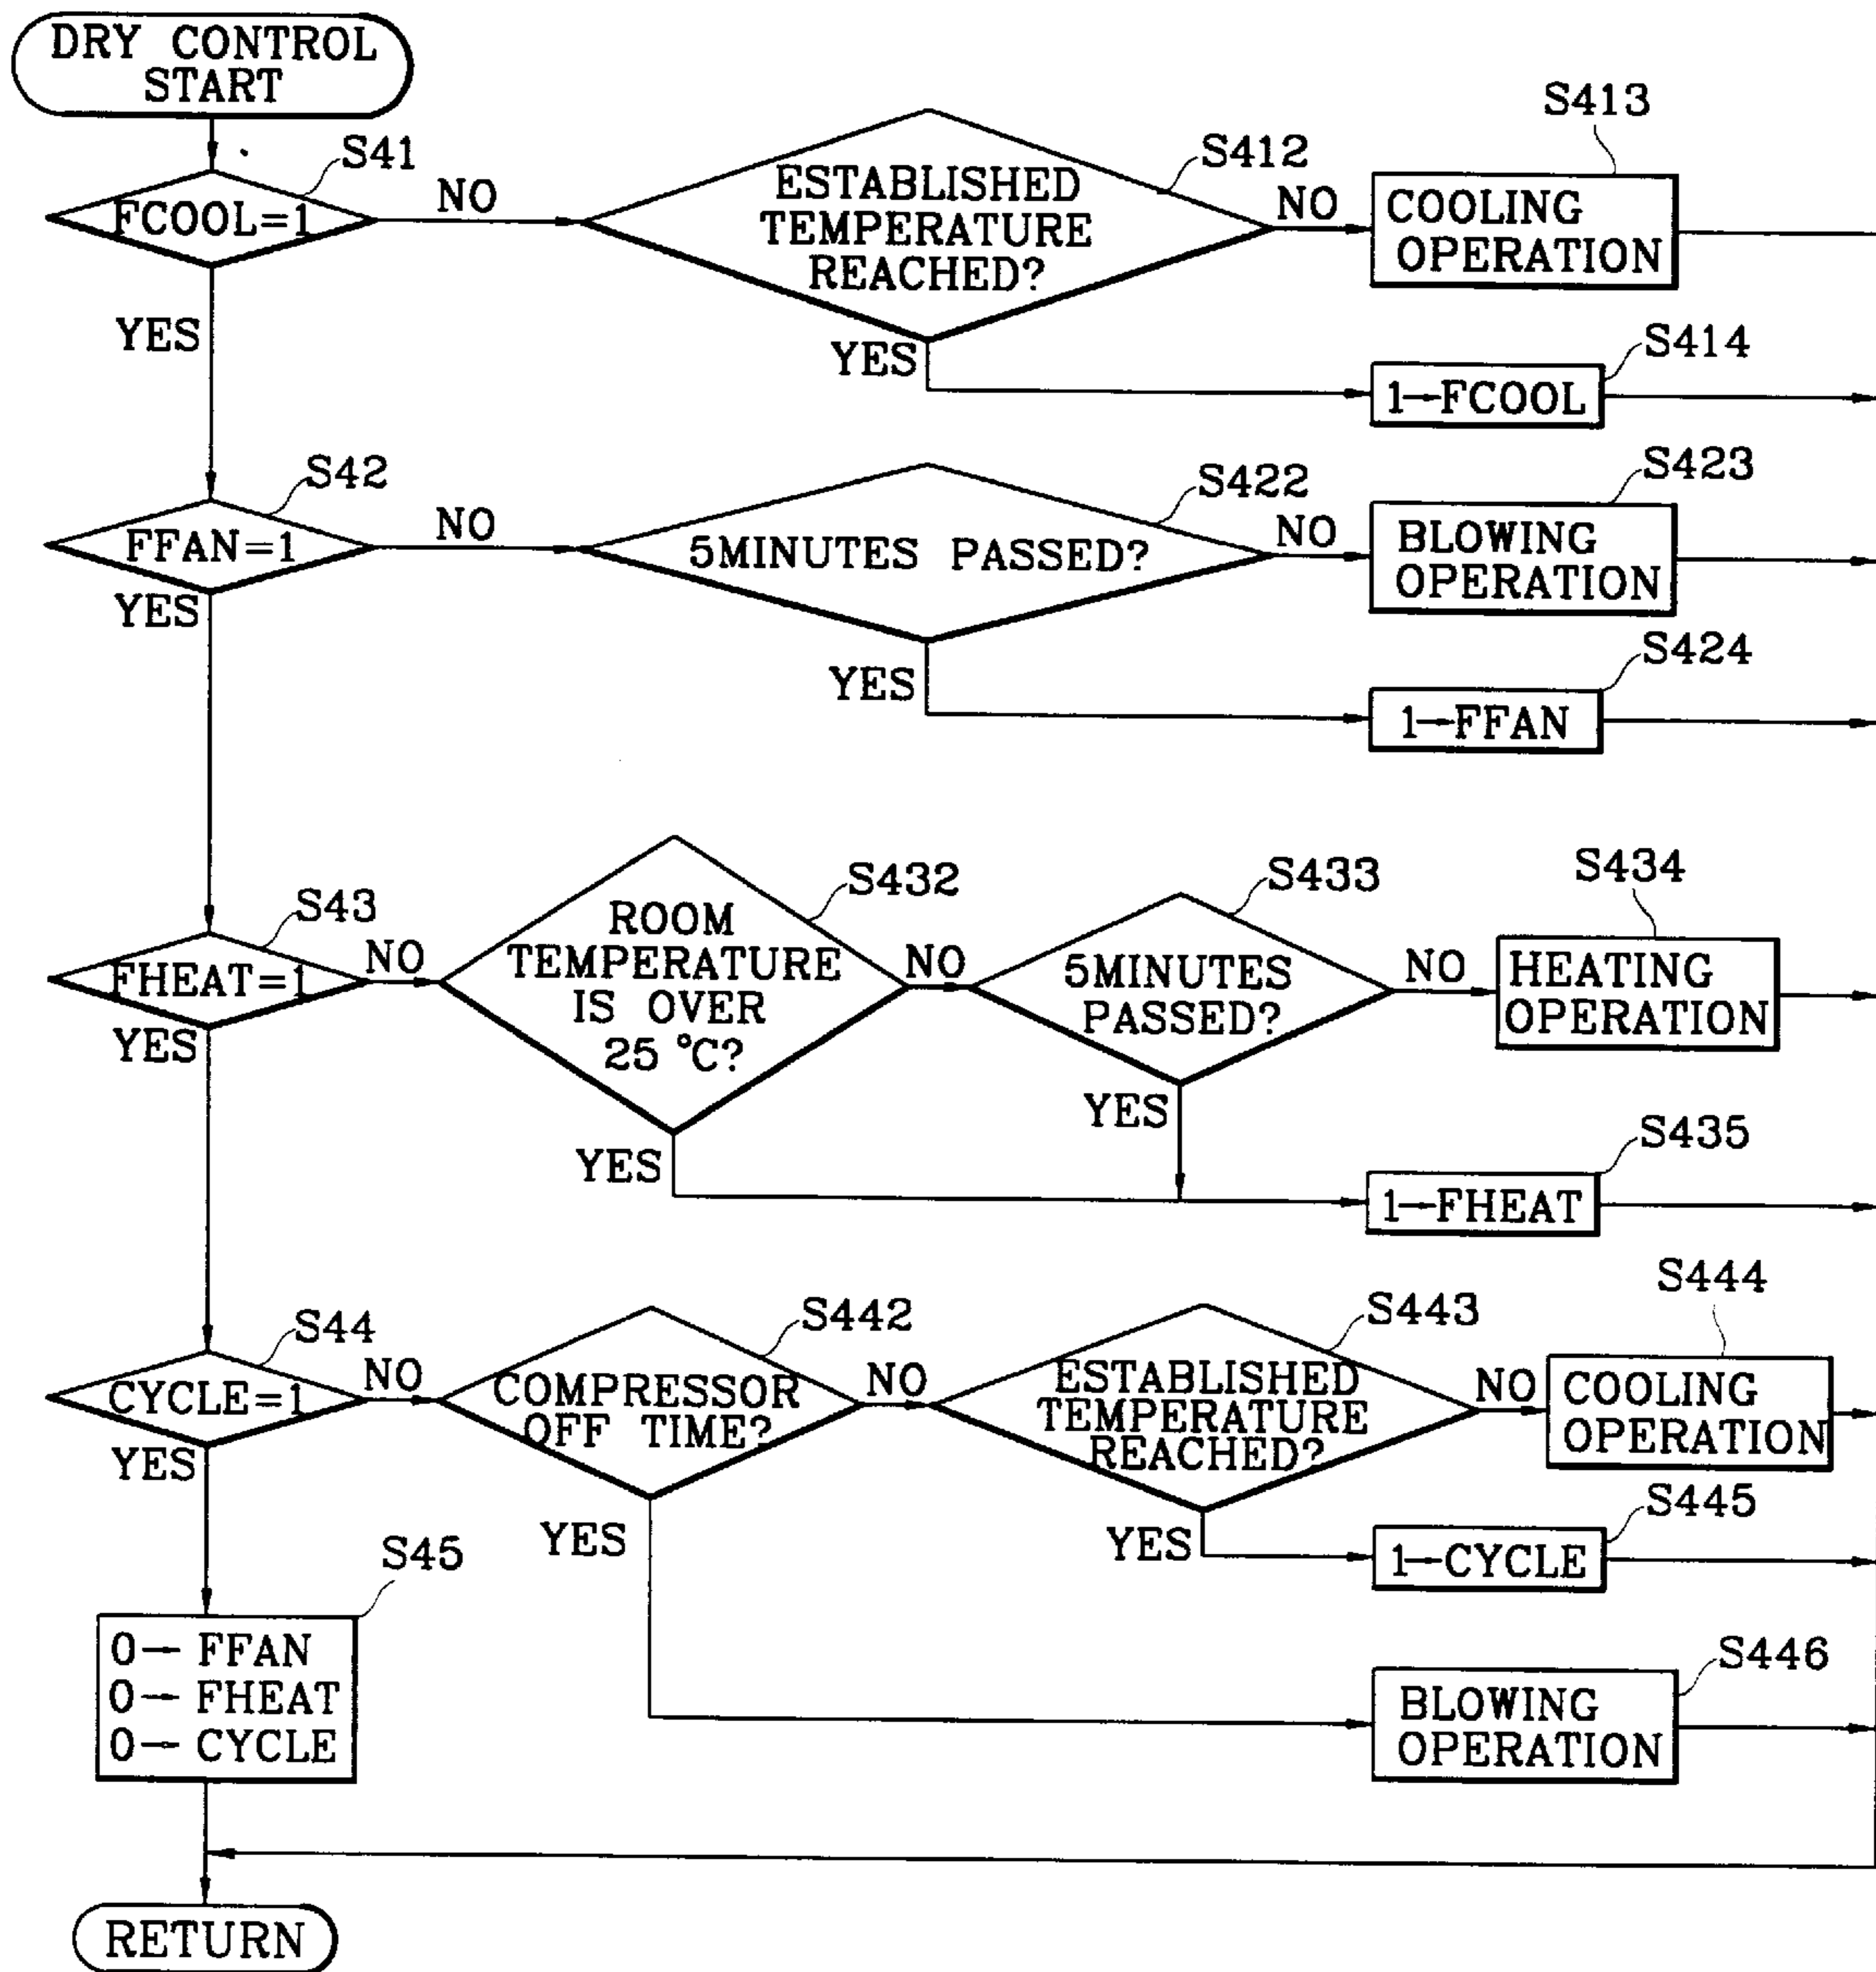 DRY CONTROL
START
S41
FCOOL=1
NO
YES
S412
ESTABLISHED
TEMPERATURE
REACHED?
NO
YES
S413
COOLING
OPERATION
S414
1→FCOOL
S42
FFAN=1
NO
YES
S422
5MINUTES PASSED?
NO
YES
S423
BLOWING
OPERATION
S424
1→FFAN
S43
FHEAT=1
NO
YES
S432
ROOM
TEMPERATURE
IS OVER
25 °C?
NO
YES
S433
5MINUTES
PASSED?
NO
YES
S434
HEATING
OPERATION
S435
1→FHEAT
S44
CYCLE=1
NO
YES
S442
COMPRESSOR
OFF TIME?
NO
YES
S443
ESTABLISHED
TEMPERATURE
REACHED?
NO
YES
S444
COOLING
OPERATION
S445
1→CYCLE
S446
BLOWING
OPERATION
S45
0→ FFAN
0→ FHEAT
0→ CYCLE
RETURN